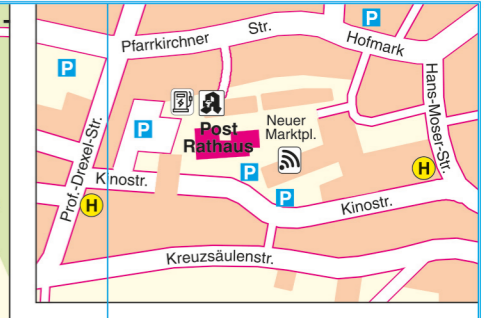 P
Pfarrkirchner
Str.
Hofmark
P
Hans-Moser-Str.
P
Post
Rathaus
Neuer
Marktpl.
P
P
H
Prof.-Drexel-Str.
Kinostr.
H
Kinostr.
Kreuzsäulenstr.